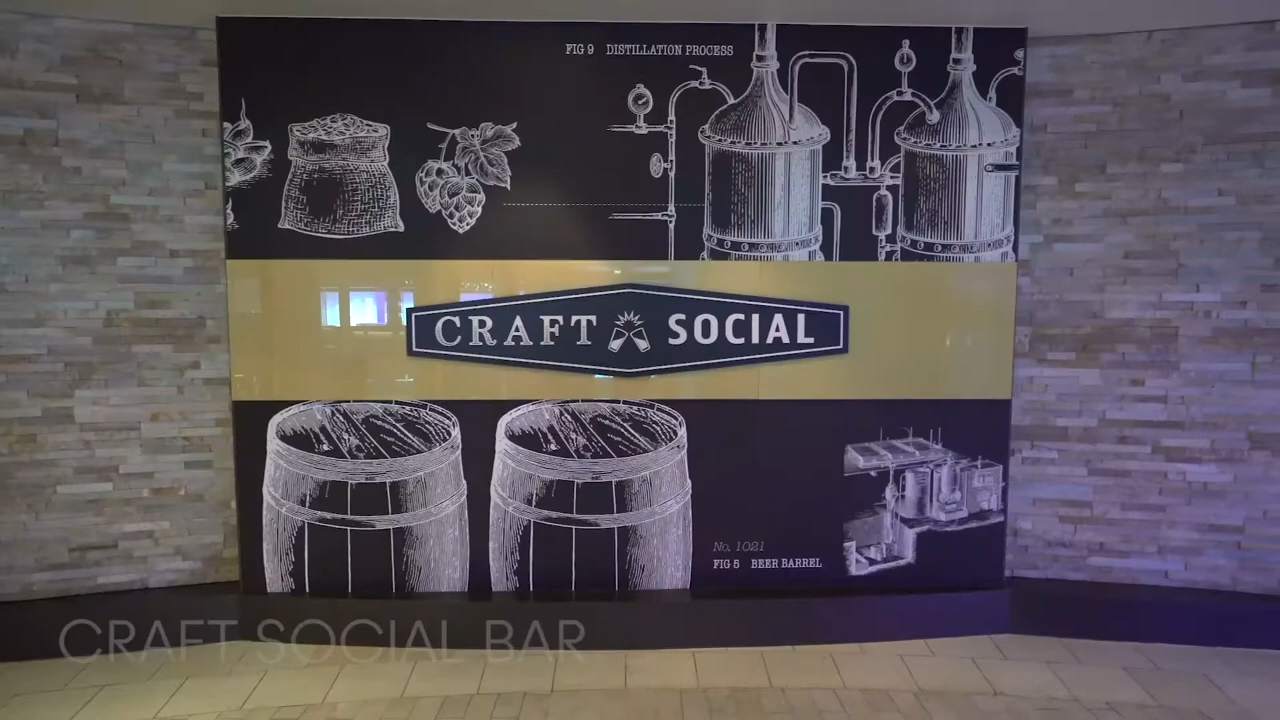 FIG 9 DISTILLATION PROCESS
CRAFT SOCIAL
No. 1021
FIG 5 BEER BARREL
CRAFT SOCIAL BAR